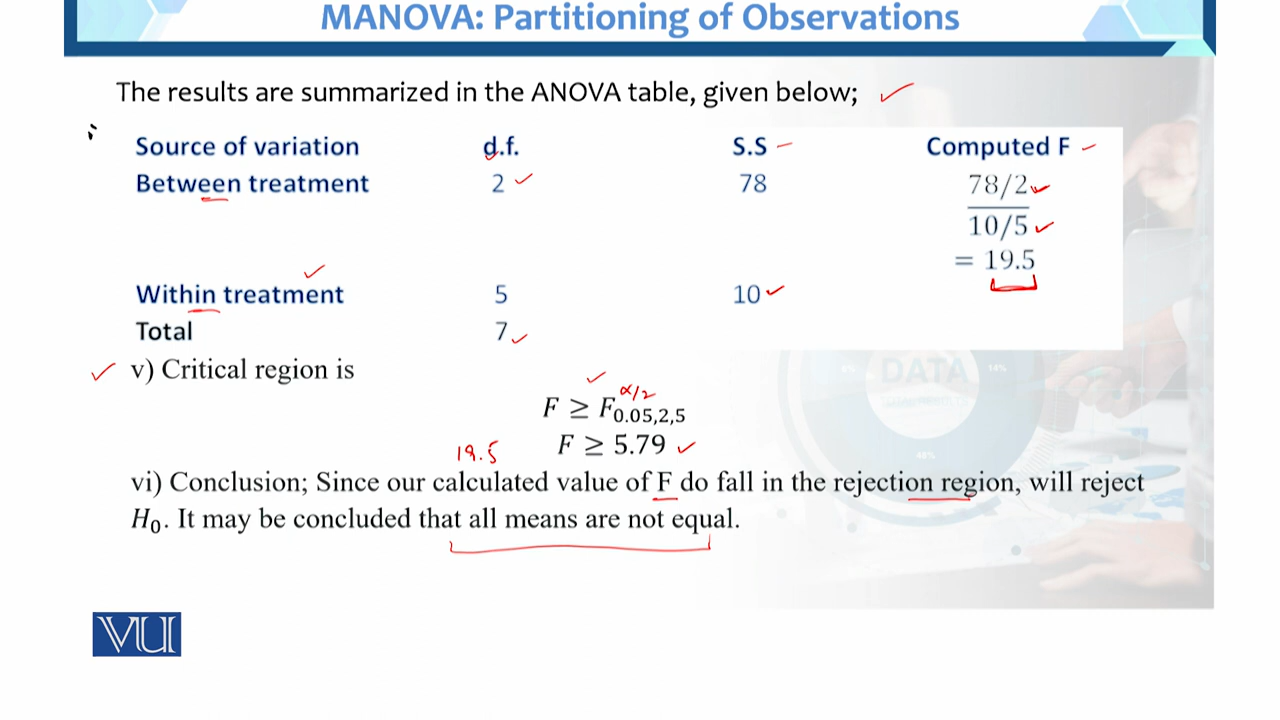 MANOVA: Partitioning of Observations
The results are summarized in the ANOVA table, given below;
Source of variation d.f. S.S Computed F
Between treatment 2 78 78/2
10/5
= 19.5
Within treatment 5 10
Total 7
v) Critical region is
α/2
F ≥ F0.05,2,5
F ≥ 5.79
19.5
vi) Conclusion; Since our calculated value of F do fall in the rejection region, will reject
H0. It may be concluded that all means are not equal.
DATA
VU